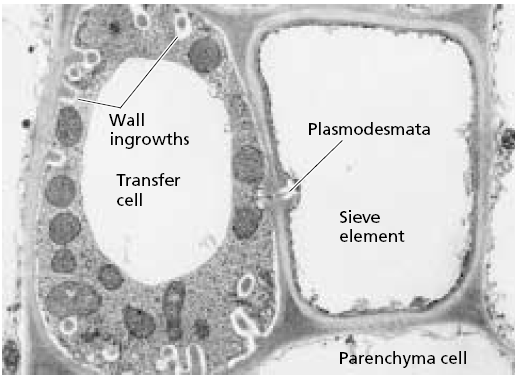 Wall
ingrowths
Plasmodesmata
Transfer
cell
Sieve
element
Parenchyma cell